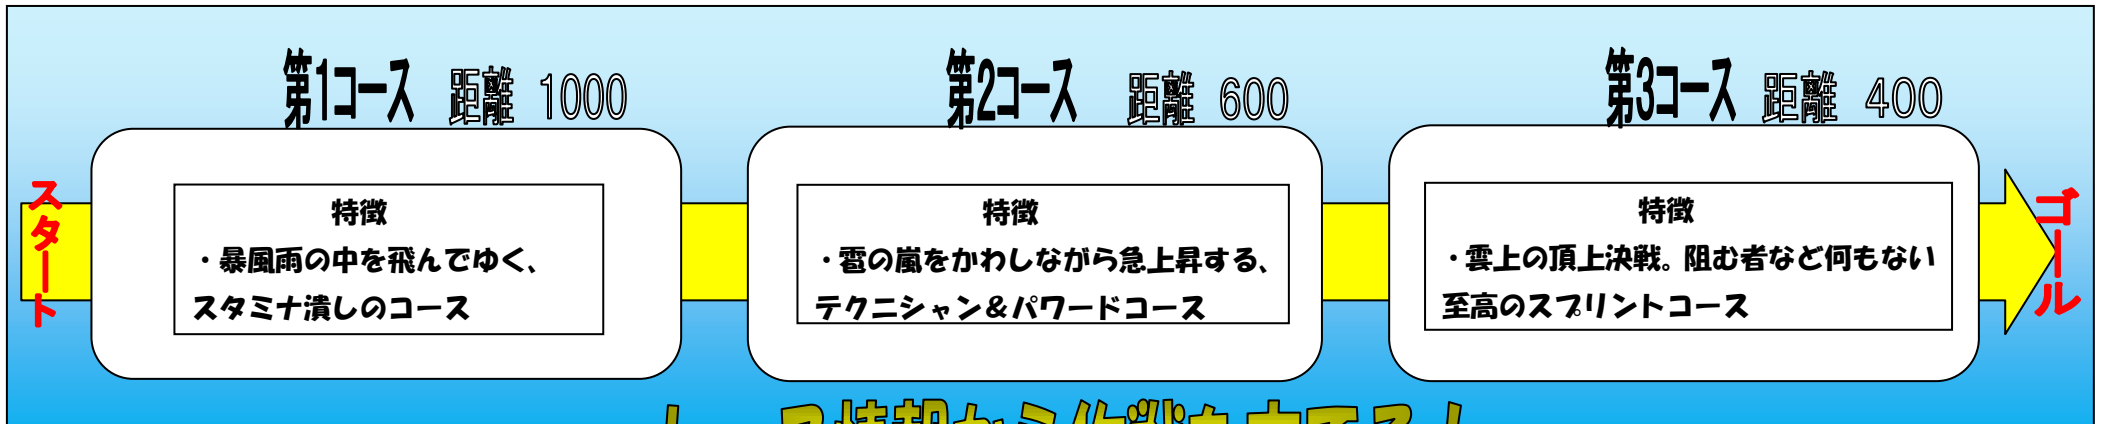 第1コース 距離 1000
第2コース 距離 600
第3コース 距離 400
スタート
特徴
・暴風雨の中を飛んでゆく、
スタミナ潰しのコース
特徴
・雹の嵐をかわしながら急上昇する、
テクニシャン&パワードコース
特徴
・雲上の頂上決戦。阻む者など何もない
至高のスプリントコース
ゴール